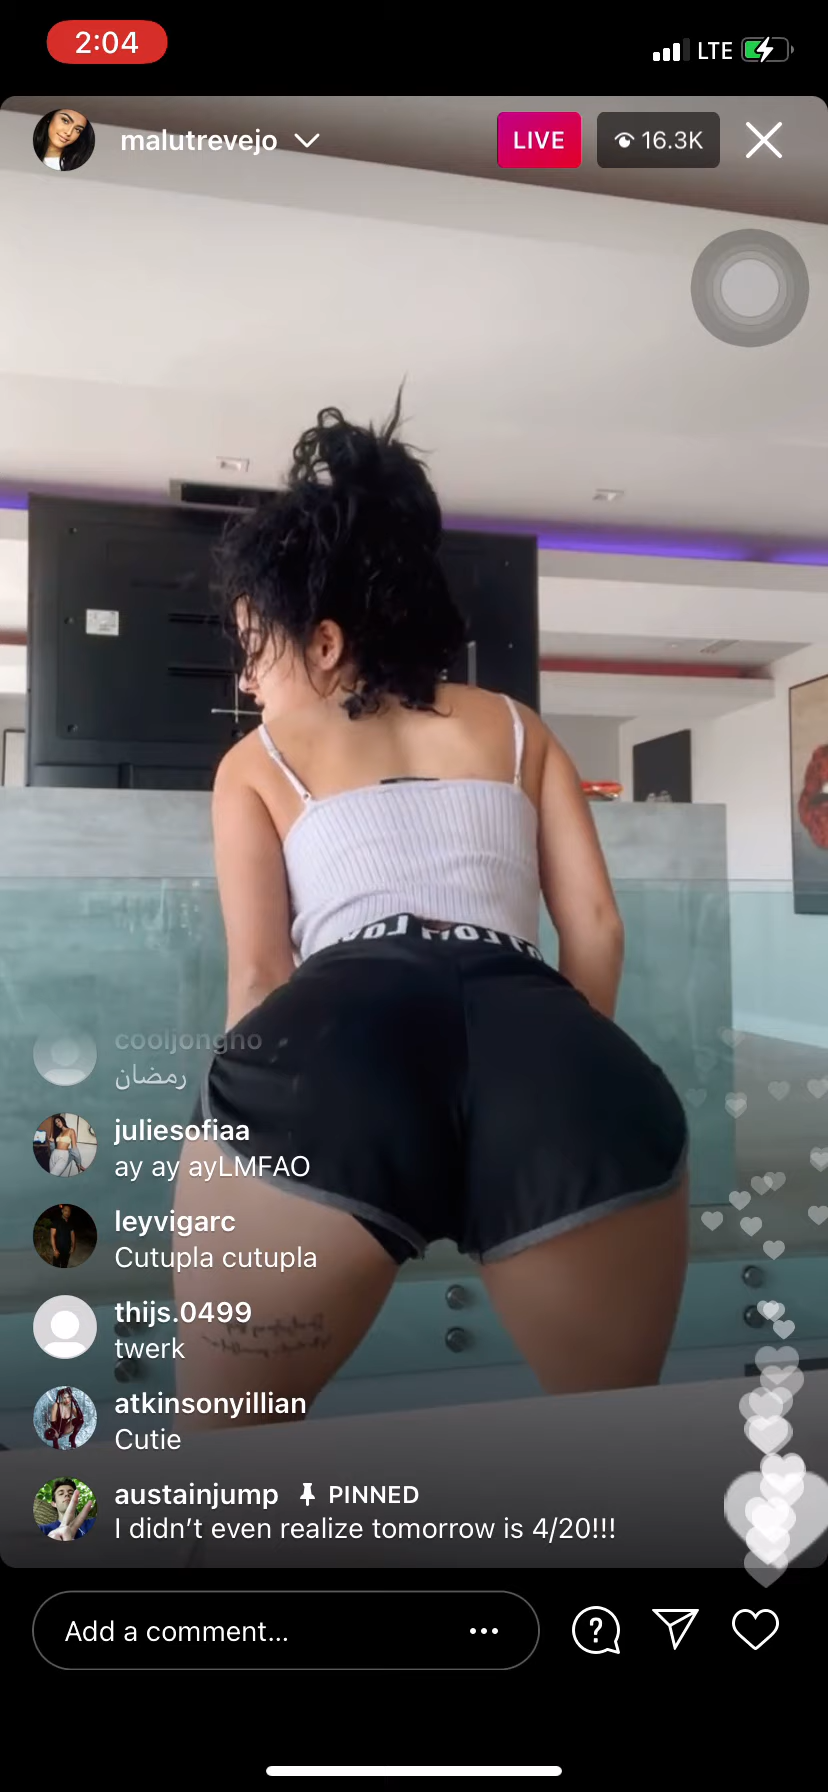 2:04
LTE
malutrevejo
LIVE
16.3K
cooljongho
رمضان
juliesofiaa
ay ay ayLMFAO
leyvigarc
Cutupla cutupla
thijs.0499
twerk
atkinsonyillian
Cutie
austainjump PINNED
I didn’t even realize tomorrow is 4/20!!!
Add a comment...